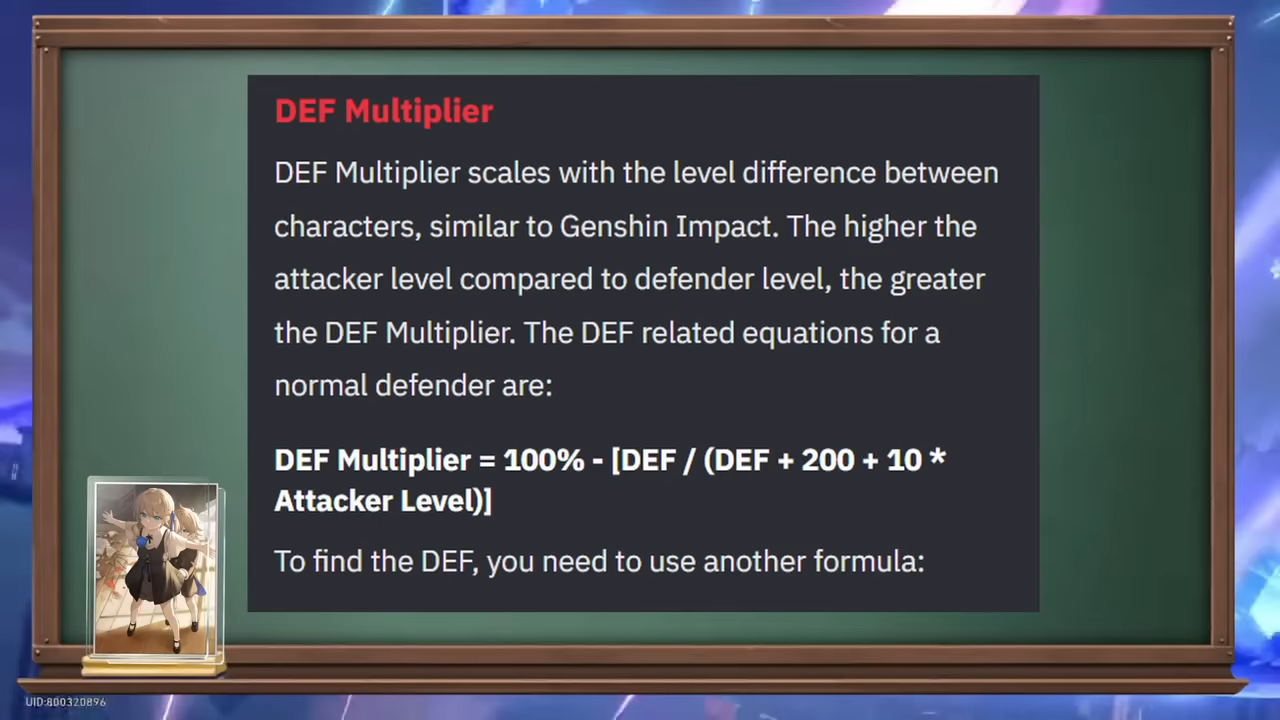 DEF Multiplier
DEF Multiplier scales with the level difference between
characters, similar to Genshin Impact. The higher the
attacker level compared to defender level, the greater
the DEF Multiplier. The DEF related equations for a
normal defender are:
DEF Multiplier = 100% - [DEF / (DEF + 200 + 10 *
Attacker Level)]
To find the DEF, you need to use another formula:
UID:800320896